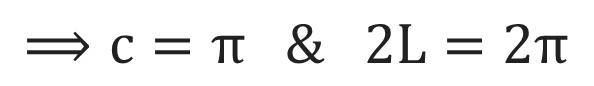 ⟹ c = π & 2L = 2π